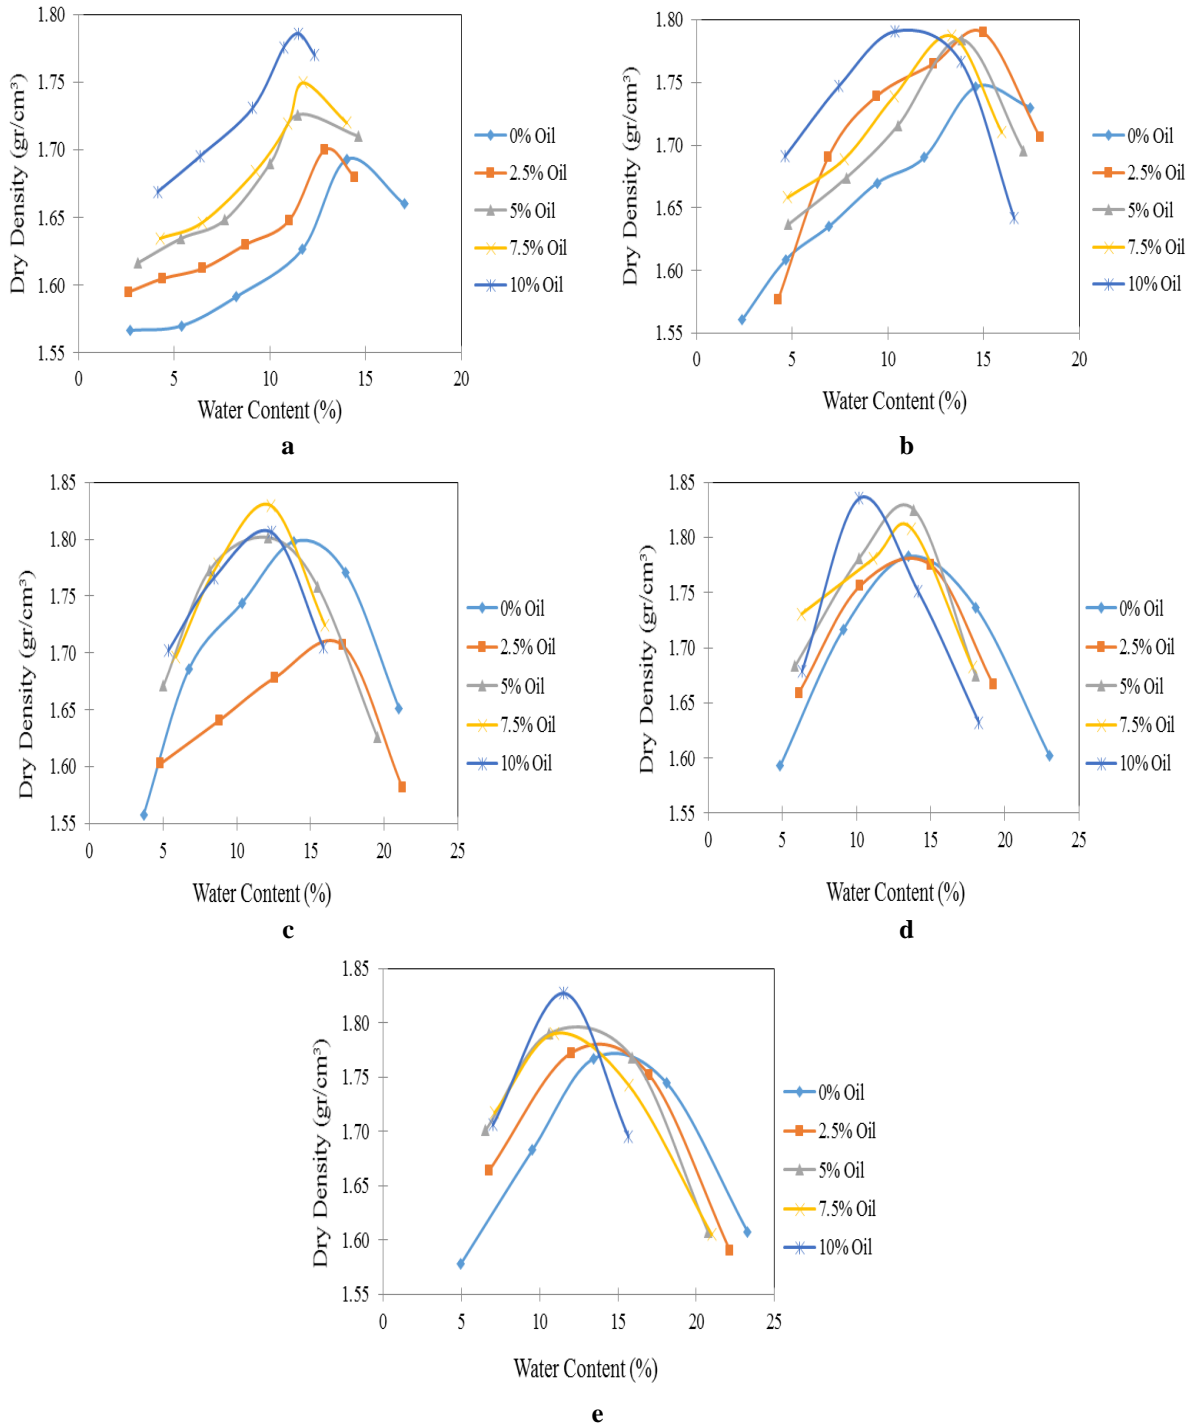 1.80
1.75
1.70
1.65
1.60
1.55
0
5
10
15
20
Dry Density (gr/cm³)
Water Content (%)
0% Oil
2.5% Oil
5% Oil
7.5% Oil
10% Oil
a
1.80
1.75
1.70
1.65
1.60
1.55
0
5
10
15
20
Dry Density (gr/cm³)
Water Content (%)
0% Oil
2.5% Oil
5% Oil
7.5% Oil
10% Oil
b
1.85
1.80
1.75
1.70
1.65
1.60
1.55
0
5
10
15
20
25
Dry Density (gr/cm³)
Water Content (%)
0% Oil
2.5% Oil
5% Oil
7.5% Oil
10% Oil
c
1.85
1.80
1.75
1.70
1.65
1.60
1.55
0
5
10
15
20
25
Dry Density (gr/cm³)
Water Content (%)
0% Oil
2.5% Oil
5% Oil
7.5% Oil
10% Oil
d
1.85
1.80
1.75
1.70
1.65
1.60
1.55
0
5
10
15
20
25
Dry Density (gr/cm³)
Water Content (%)
0% Oil
2.5% Oil
5% Oil
7.5% Oil
10% Oil
e